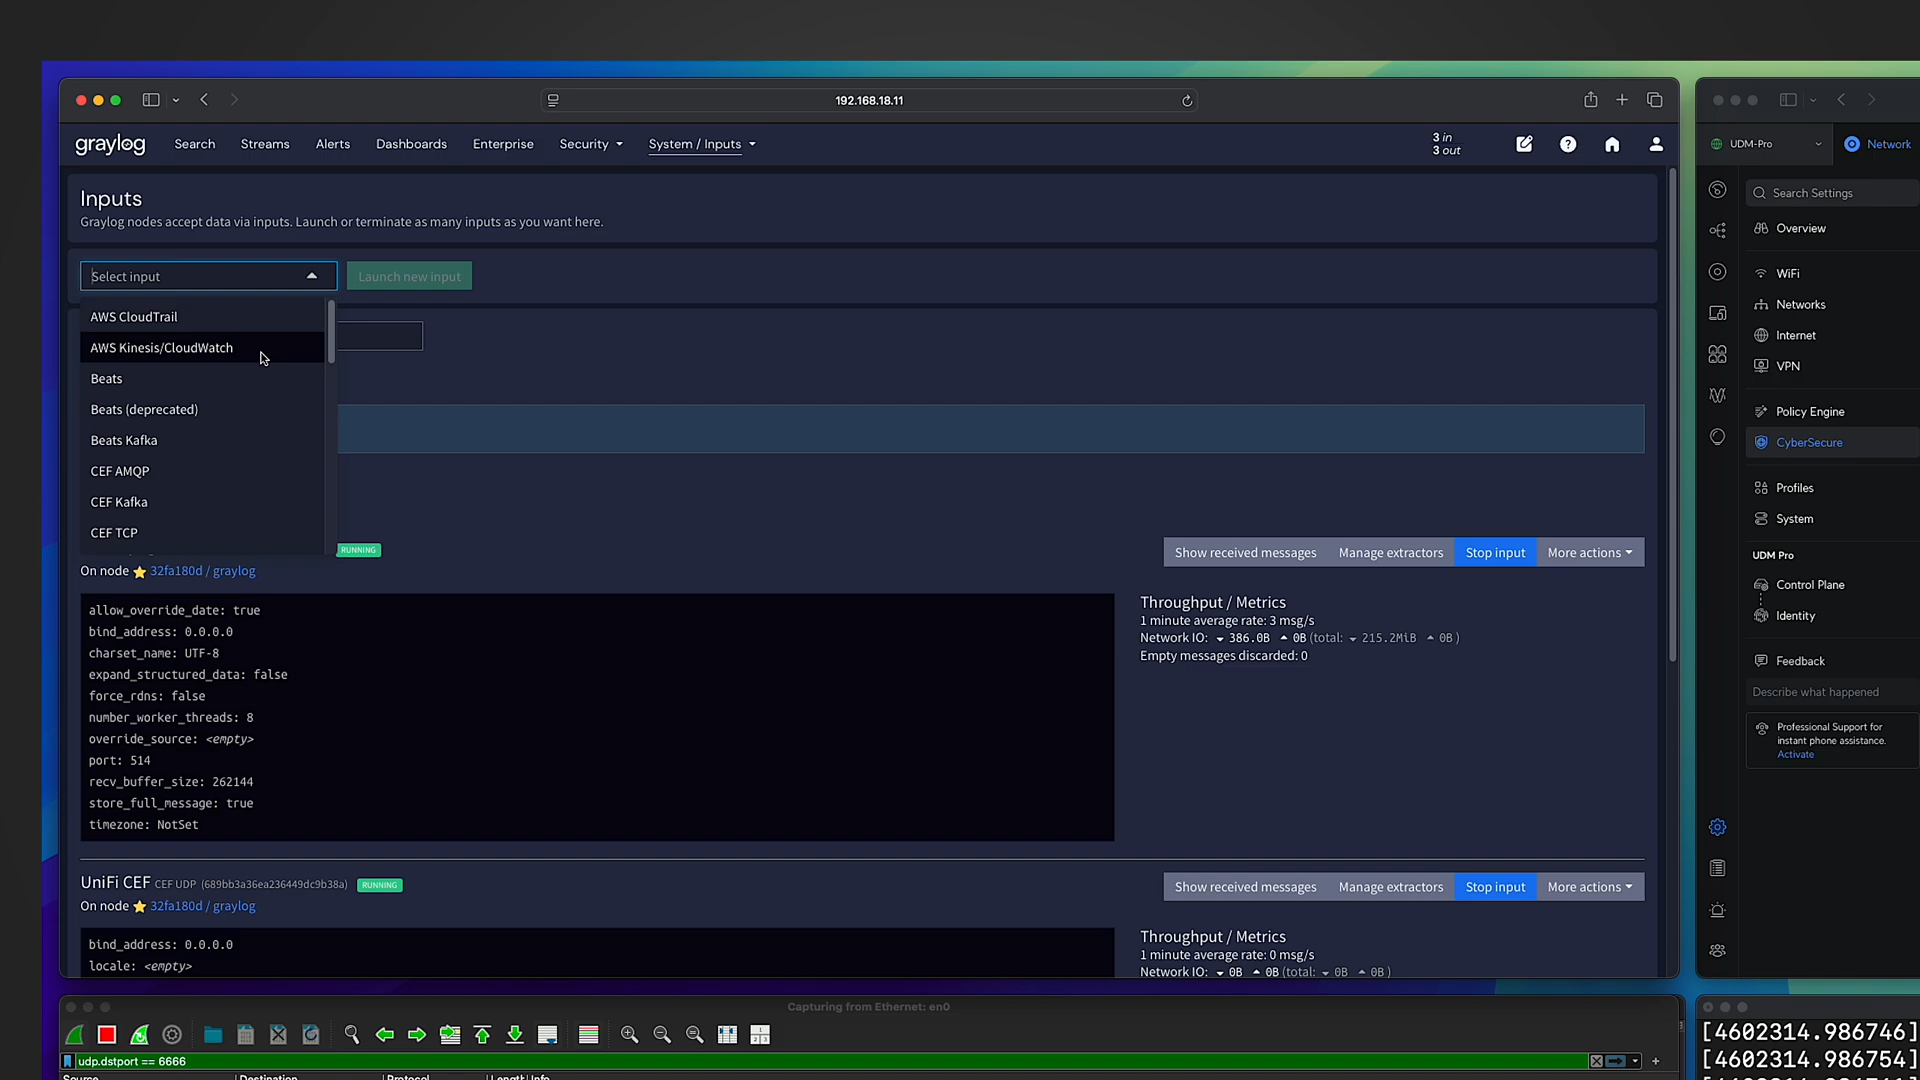 192.168.18.11
graylog
Search
Streams
Alerts
Dashboards
Enterprise
Security
System / Inputs
3 in
3 out
Inputs
Graylog nodes accept data via inputs. Launch or terminate as many inputs as you want here.
Select input
Launch new input
AWS CloudTrail
AWS Kinesis/CloudWatch
Beats
Beats (deprecated)
Beats Kafka
CEF AMQP
CEF Kafka
CEF TCP
RUNNING
Show received messages
Manage extractors
Stop input
More actions
On node 32fa180d / graylog
allow_override_date: true
bind_address: 0.0.0.0
charset_name: UTF-8
expand_structured_data: false
force_rdns: false
number_worker_threads: 8
override_source: <empty>
port: 514
recv_buffer_size: 262144
store_full_message: true
timezone: NotSet
Throughput / Metrics
1 minute average rate: 3 msg/s
Network IO: 386.0B 0B (total: 215.2MiB 0B )
Empty messages discarded: 0
UniFi CEF CEF UDP (689bb3a36ea236449dc9b38a) RUNNING
Show received messages
Manage extractors
Stop input
More actions
On node 32fa180d / graylog
bind_address: 0.0.0.0
locale: <empty>
Throughput / Metrics
1 minute average rate: 0 msg/s
Network IO: 0B 0B (total: 0B 0B )
UDM-Pro
Network
Search Settings
Overview
WiFi
Networks
Internet
VPN
Policy Engine
CyberSecure
Profiles
System
UDM Pro
Control Plane
Identity
Feedback
Describe what happened
Professional Support for
instant phone assistance.
Activate
Capturing from Ethernet: en0
udp.dstport == 6666
Source
Destination
Protocol
Length
Info
[4602314.986746]
[4602314.986754]